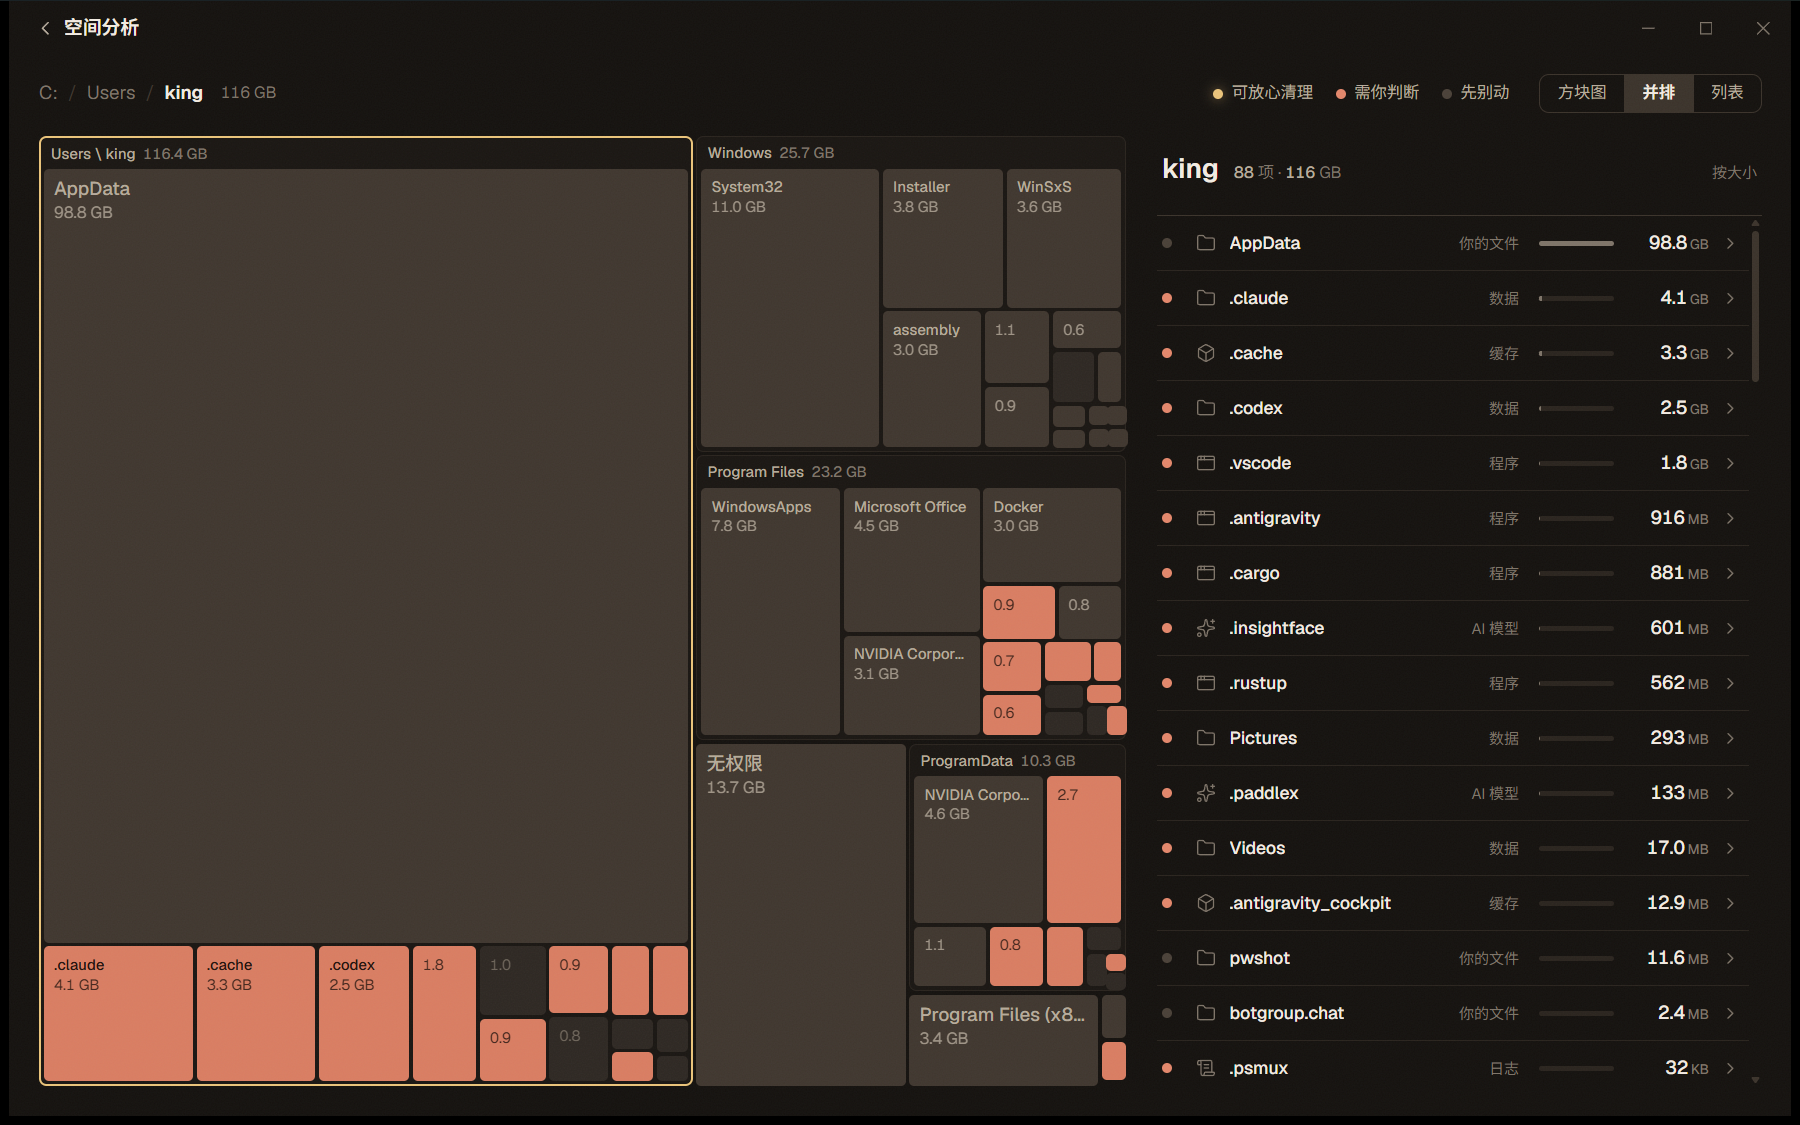 空间分析
C: / Users / king 116 GB
可放心清理 需你判断 先别动
方块图 并排 列表
Users \ king 116.4 GB
AppData
98.8 GB
.claude
4.1 GB
.cache
3.3 GB
.codex
2.5 GB
1.8
1.0
0.9
0.9
0.8
Windows 25.7 GB
System32
11.0 GB
Installer
3.8 GB
WinSxS
3.6 GB
assembly
3.0 GB
1.1
0.6
0.9
Program Files 23.2 GB
WindowsApps
7.8 GB
Microsoft Office
4.5 GB
Docker
3.0 GB
NVIDIA Corpor...
3.1 GB
0.9
0.8
0.7
0.6
无权限
13.7 GB
ProgramData 10.3 GB
NVIDIA Corpo...
4.6 GB
2.7
1.1
0.8
Program Files (x8...
3.4 GB
king 88 项 · 116 GB 按大小
AppData 你的文件 98.8 GB
.claude 数据 4.1 GB
.cache 缓存 3.3 GB
.codex 数据 2.5 GB
.vscode 程序 1.8 GB
.antigravity 程序 916 MB
.cargo 程序 881 MB
.insightface AI 模型 601 MB
.rustup 程序 562 MB
Pictures 数据 293 MB
.paddlex AI 模型 133 MB
Videos 数据 17.0 MB
.antigravity_cockpit 缓存 12.9 MB
pwshot 你的文件 11.6 MB
botgroup.chat 你的文件 2.4 MB
.psmux 日志 32 KB